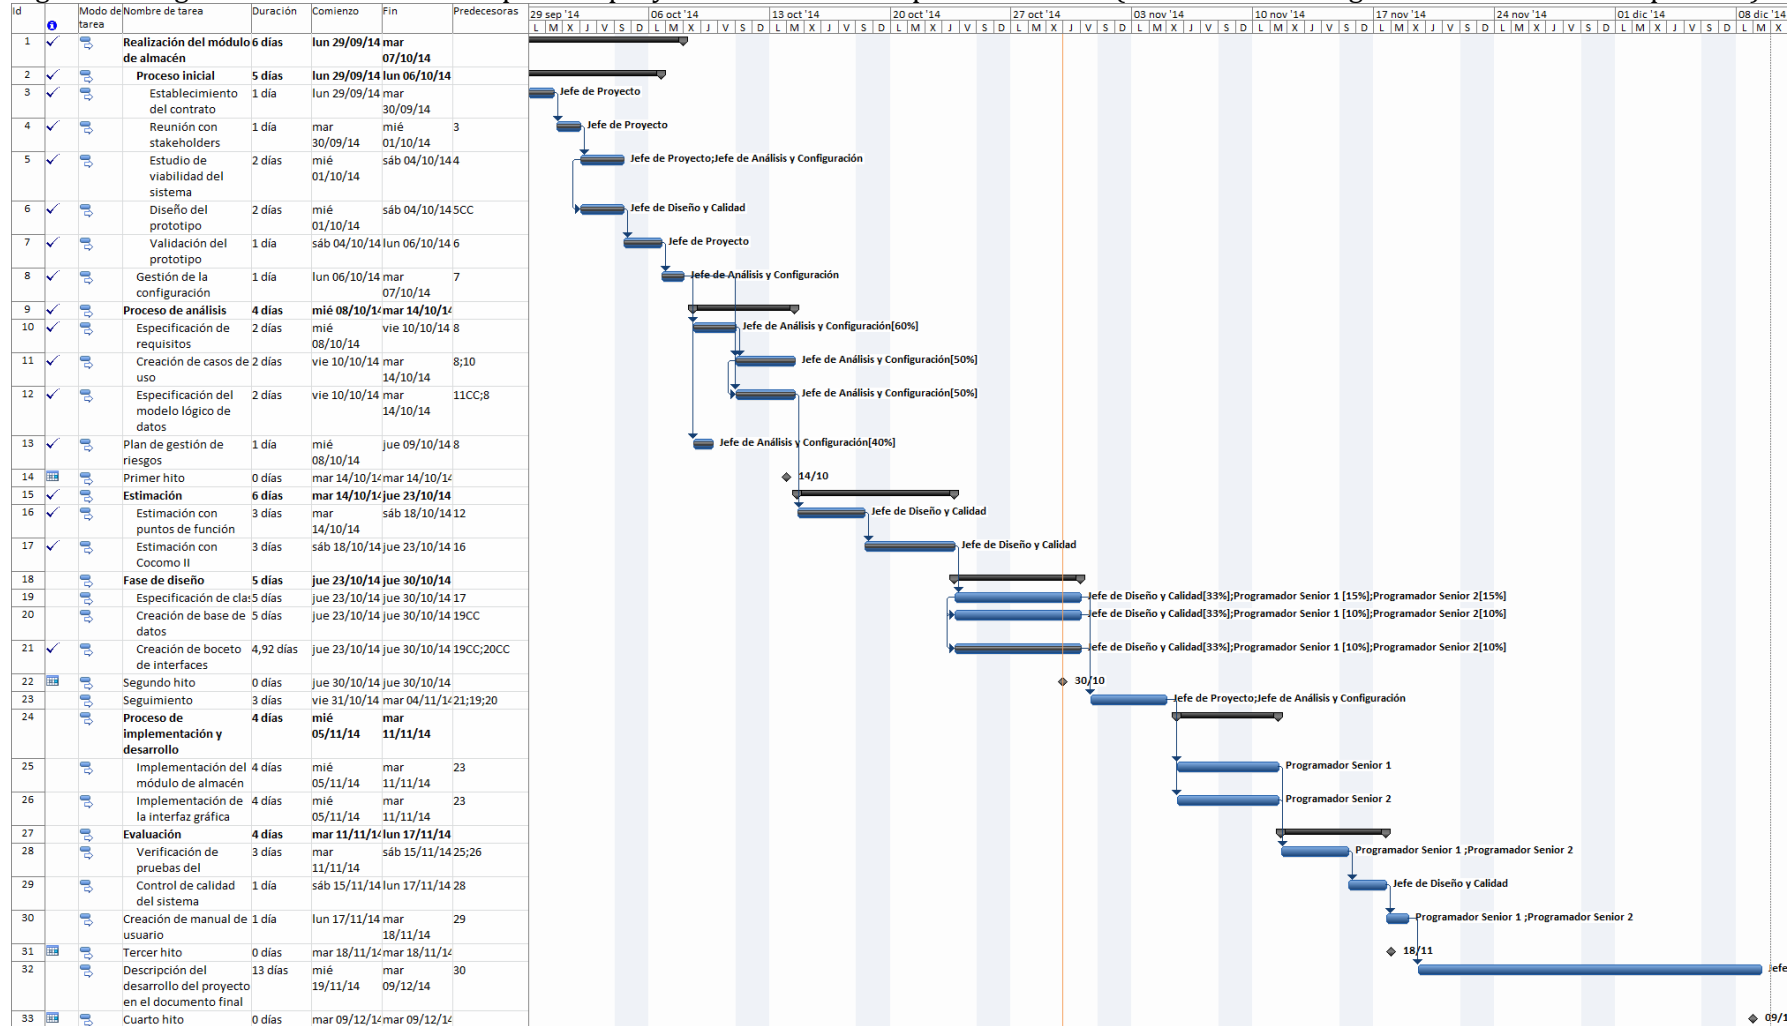 Id Modo de tarea Nombre de tarea Duración Comienzo Fin Predecesoras
29 sep '14 06 oct '14 13 oct '14 20 oct '14 27 oct '14 03 nov '14 10 nov '14 17 nov '14 24 nov '14 01 dic '14 08 dic '14
L M X J V S D L M X J V S D L M X J V S D L M X J V S D L M X J V S D L M X J V S D L M X J V S D L M X J V S D L M X J V S D L M X J V S D L M X
1 Realización del módulo de almacén 6 días lun 29/09/14 mar 07/10/14
2 Proceso inicial 5 días lun 29/09/14 lun 06/10/14
3 Establecimiento del contrato 1 día lun 29/09/14 mar 30/09/14 Jefe de Proyecto
4 Reunión con stakeholders 1 día mar 30/09/14 mié 01/10/14 3 Jefe de Proyecto
5 Estudio de viabilidad del sistema 2 días mié 01/10/14 sáb 04/10/14 4 Jefe de Proyecto;Jefe de Análisis y Configuración
6 Diseño del prototipo 2 días mié 01/10/14 sáb 04/10/14 5CC Jefe de Diseño y Calidad
7 Validación del prototipo 1 día sáb 04/10/14 lun 06/10/14 6 Jefe de Proyecto
8 Gestión de la configuración 1 día lun 06/10/14 mar 07/10/14 7 Jefe de Análisis y Configuración
9 Proceso de análisis 4 días mié 08/10/14 mar 14/10/14
10 Especificación de requisitos 2 días mié 08/10/14 vie 10/10/14 8 Jefe de Análisis y Configuración[60%]
11 Creación de casos de uso 2 días vie 10/10/14 mar 14/10/14 8;10 Jefe de Análisis y Configuración[50%]
12 Especificación del modelo lógico de datos 2 días vie 10/10/14 mar 14/10/14 11CC;8 Jefe de Análisis y Configuración[50%]
13 Plan de gestión de riesgos 1 día mié 08/10/14 jue 09/10/14 8 Jefe de Análisis y Configuración[40%]
14 Primer hito 0 días mar 14/10/14 mar 14/10/14 14/10
15 Estimación 6 días mar 14/10/14 jue 23/10/14
16 Estimación con puntos de función 3 días mar 14/10/14 sáb 18/10/14 12 Jefe de Diseño y Calidad
17 Estimación con Cocomo II 3 días sáb 18/10/14 jue 23/10/14 16 Jefe de Diseño y Calidad
18 Fase de diseño 5 días jue 23/10/14 jue 30/10/14
19 Especificación de clas 5 días jue 23/10/14 jue 30/10/14 17 Jefe de Diseño y Calidad[33%];Programador Senior 1 [15%];Programador Senior 2[15%]
20 Creación de base de datos 5 días jue 23/10/14 jue 30/10/14 19CC Jefe de Diseño y Calidad[33%];Programador Senior 1 [10%];Programador Senior 2[10%]
21 Creación de boceto de interfaces 4,92 días jue 23/10/14 jue 30/10/14 19CC;20CC Jefe de Diseño y Calidad[33%];Programador Senior 1 [10%];Programador Senior 2[10%]
22 Segundo hito 0 días jue 30/10/14 jue 30/10/14 30/10
23 Seguimiento 3 días vie 31/10/14 mar 04/11/14 21;19;20 Jefe de Proyecto;Jefe de Análisis y Configuración
24 Proceso de implementación y desarrollo 4 días mié 05/11/14 mar 11/11/14
25 Implementación del módulo de almacén 4 días mié 05/11/14 mar 11/11/14 23 Programador Senior 1
26 Implementación de la interfaz gráfica 4 días mié 05/11/14 mar 11/11/14 23 Programador Senior 2
27 Evaluación 4 días mar 11/11/14 lun 17/11/14
28 Verificación de pruebas del 3 días mar 11/11/14 sáb 15/11/14 25;26 Programador Senior 1 ;Programador Senior 2
29 Control de calidad del sistema 1 día sáb 15/11/14 lun 17/11/14 28 Jefe de Diseño y Calidad
30 Creación de manual de usuario 1 día lun 17/11/14 mar 18/11/14 29 Programador Senior 1 ;Programador Senior 2
31 Tercer hito 0 días mar 18/11/14 mar 18/11/14 18/11
32 Descripción del desarrollo del proyecto en el documento final 13 días mié 19/11/14 mar 09/12/14 30 Jefe
33 Cuarto hito 0 días mar 09/12/14 mar 09/12/14 09/1